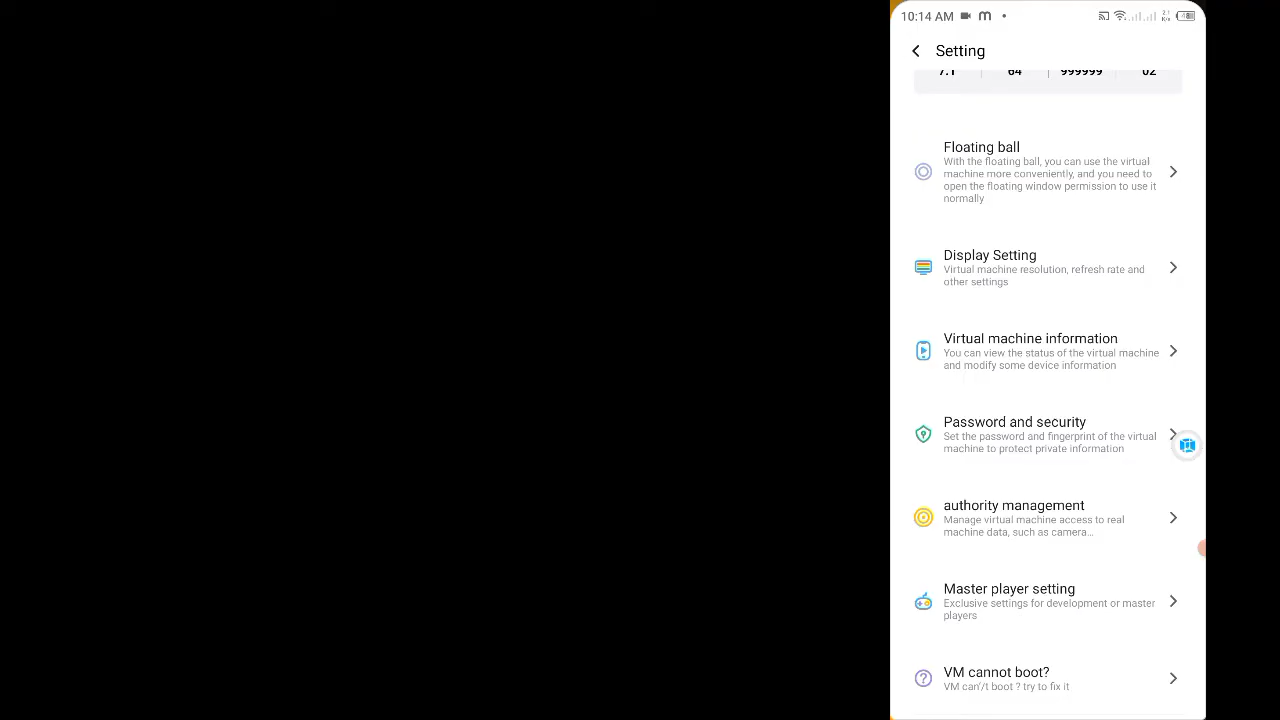 10:14 AM
Setting
7.1 64 999999 02
Floating ball
With the floating ball, you can use the virtual
machine more conveniently, and you need to
open the floating window permission to use it
normally
Display Setting
Virtual machine resolution, refresh rate and
other settings
Virtual machine information
You can view the status of the virtual machine
and modify some device information
Password and security
Set the password and fingerprint of the virtual
machine to protect private information
authority management
Manage virtual machine access to real
machine data, such as camera...
Master player setting
Exclusive settings for development or master
players
VM cannot boot?
VM can'/t boot ? try to fix it